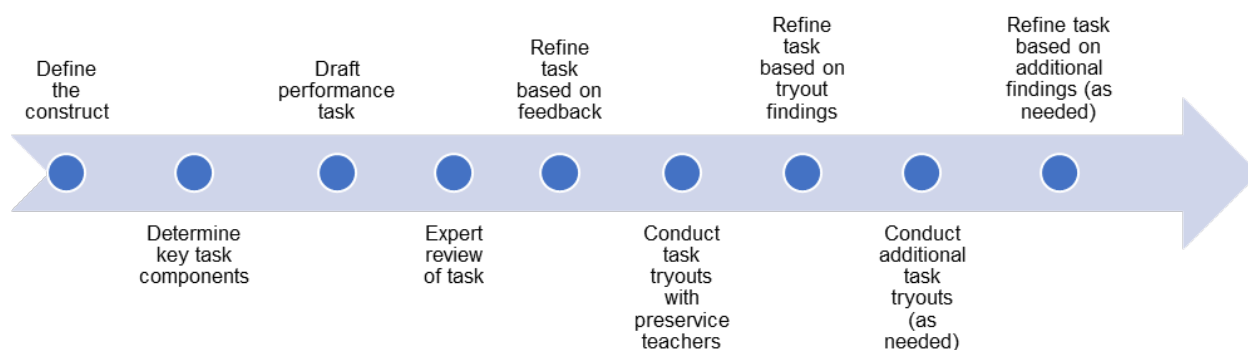 Define
the
construct
Determine
key task
components
Draft
performance
task
Expert
review
of task
Refine
task
based on
feedback
Conduct
task
tryouts
with
preservice
teachers
Refine
task
based on
tryout
findings
Conduct
additional
task
tryouts
(as
needed)
Refine task
based on
additional
findings (as
needed)